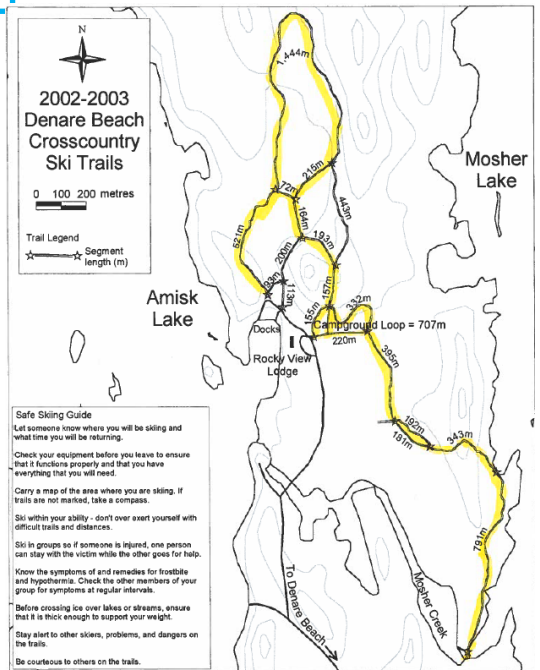 N
2002-2003
Denare Beach
Crosscountry
Ski Trails
0 100 200 metres
Trail Legend
Segment
length (m)
1,444m
Mosher
Lake
215m
72m
443m
164m
621m
193m
200m
83m
157m
113m
Amisk
Lake
332m
155m
Docks
Campground Loop = 707m
220m
Rocky View
Lodge
395m
192m
181m
343m
791m
To Denare Beach
Mosher Creek
Safe Skiing Guide
Let someone know where you will be skiing and
what time you will be returning.
Check your equipment before you leave to ensure
that it functions properly and that you have
everything that you will need.
Carry a map of the area where you are skiing. If
trails are not marked, take a compass.
Ski within your ability - don't over exert yourself with
difficult trails and distances.
Ski in groups so if someone is injured, one person
can stay with the victim while the other goes for help.
Know the symptoms of and remedies for frostbite
and hypothermia. Check the other members of your
group for symptoms at regular intervals.
Before crossing ice over lakes or streams, ensure
that it is thick enough to support your weight.
Stay alert to other skiers, problems, and dangers on
the trails.
Be courteous to others on the trails.